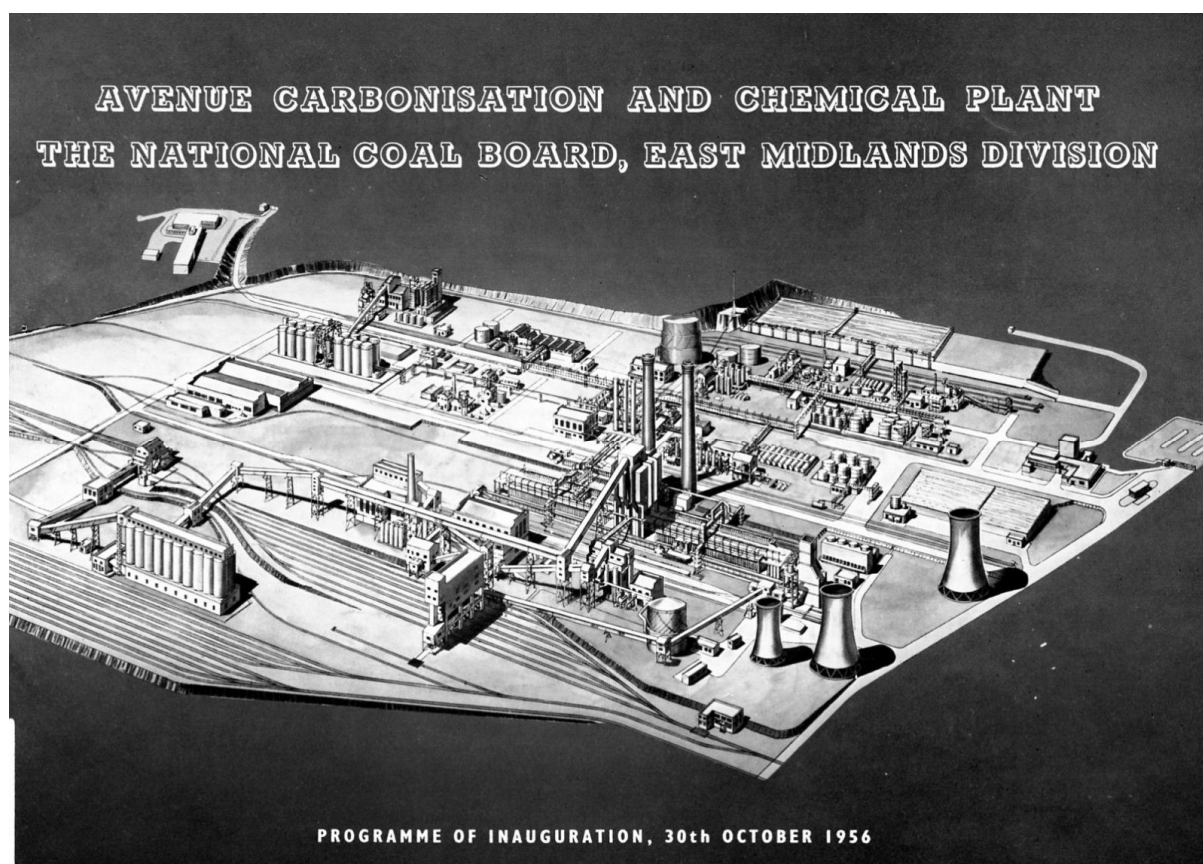 AVENUE CARBONISATION AND CHEMICAL PLANT
THE NATIONAL COAL BOARD, EAST MIDLANDS DIVISION
PROGRAMME OF INAUGURATION, 30th OCTOBER 1956